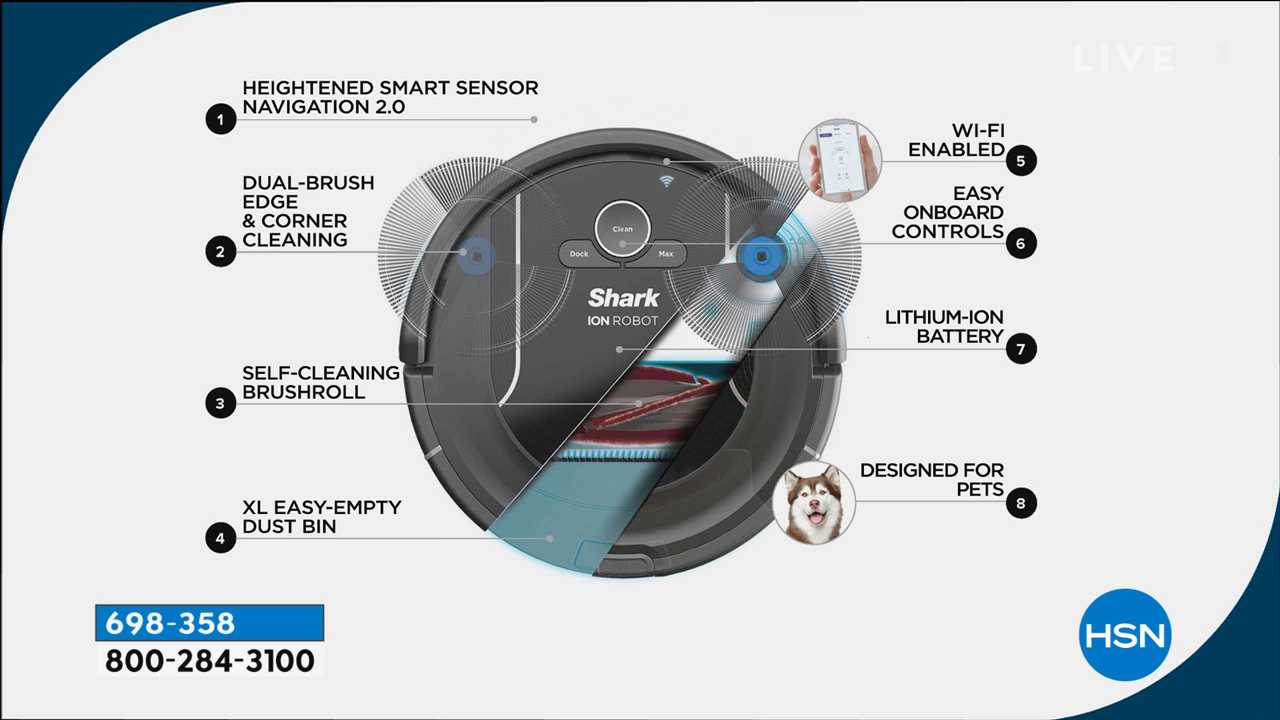 LIVE
1
HEIGHTENED SMART SENSOR
NAVIGATION 2.0
2
DUAL-BRUSH
EDGE
& CORNER
CLEANING
3
SELF-CLEANING
BRUSHROLL
4
XL EASY-EMPTY
DUST BIN
Clean
Dock
Max
Shark
ION ROBOT
WI-FI
ENABLED
5
EASY
ONBOARD
CONTROLS
6
LITHIUM-ION
BATTERY
7
DESIGNED FOR
PETS
8
698-358
800-284-3100
HSN